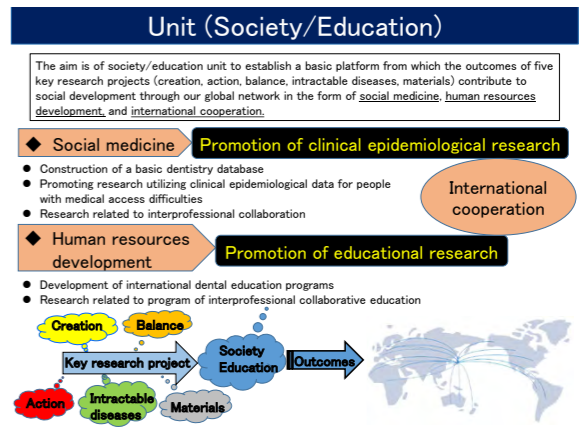 Unit (Society/Education)
The aim is of society/education unit to establish a basic platform from which the outcomes of five
key research projects (creation, action, balance, intractable diseases, materials) contribute to
social development through our global network in the form of social medicine, human resources
development, and international cooperation.
◆ Social medicine
Promotion of clinical epidemiological research
● Construction of a basic dentistry database
● Promoting research utilizing clinical epidemiological data for people
with medical access difficulties
● Research related to interprofessional collaboration
International
cooperation
◆ Human resources
development
Promotion of educational research
● Development of international dental education programs
● Research related to program of interprofessional collaborative education
Creation
Balance
Key research project
Society
Education
Outcomes
Action
Intractable
diseases
Materials